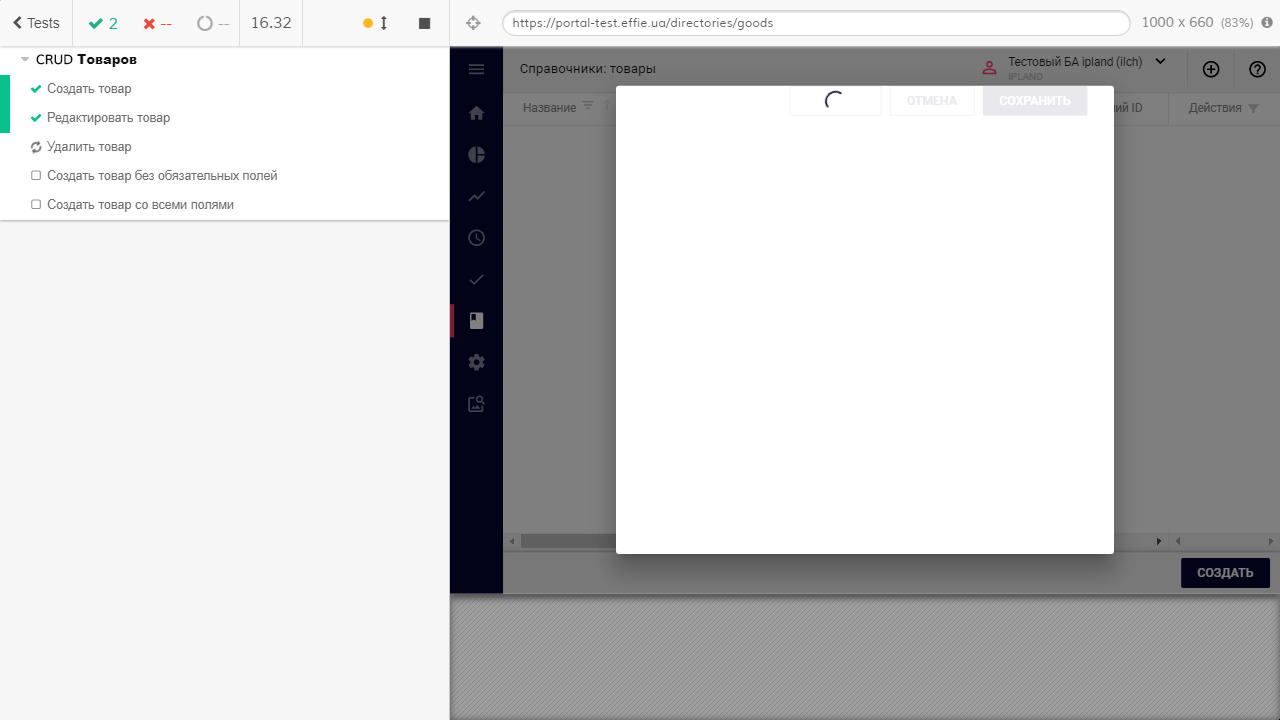 Tests
2
--
--
16.32
https://portal-test.effie.ua/directories/goods
1000 x 660 (83%)
CRUD Товаров
Создать товар
Редактировать товар
Удалить товар
Создать товар без обязательных полей
Создать товар со всеми полями
Справочники: товары
Тестовый БА ipland (ilch)
IPLAND
Название
ID
Действия
ОТМЕНА
СОХРАНИТЬ
СОЗДАТЬ